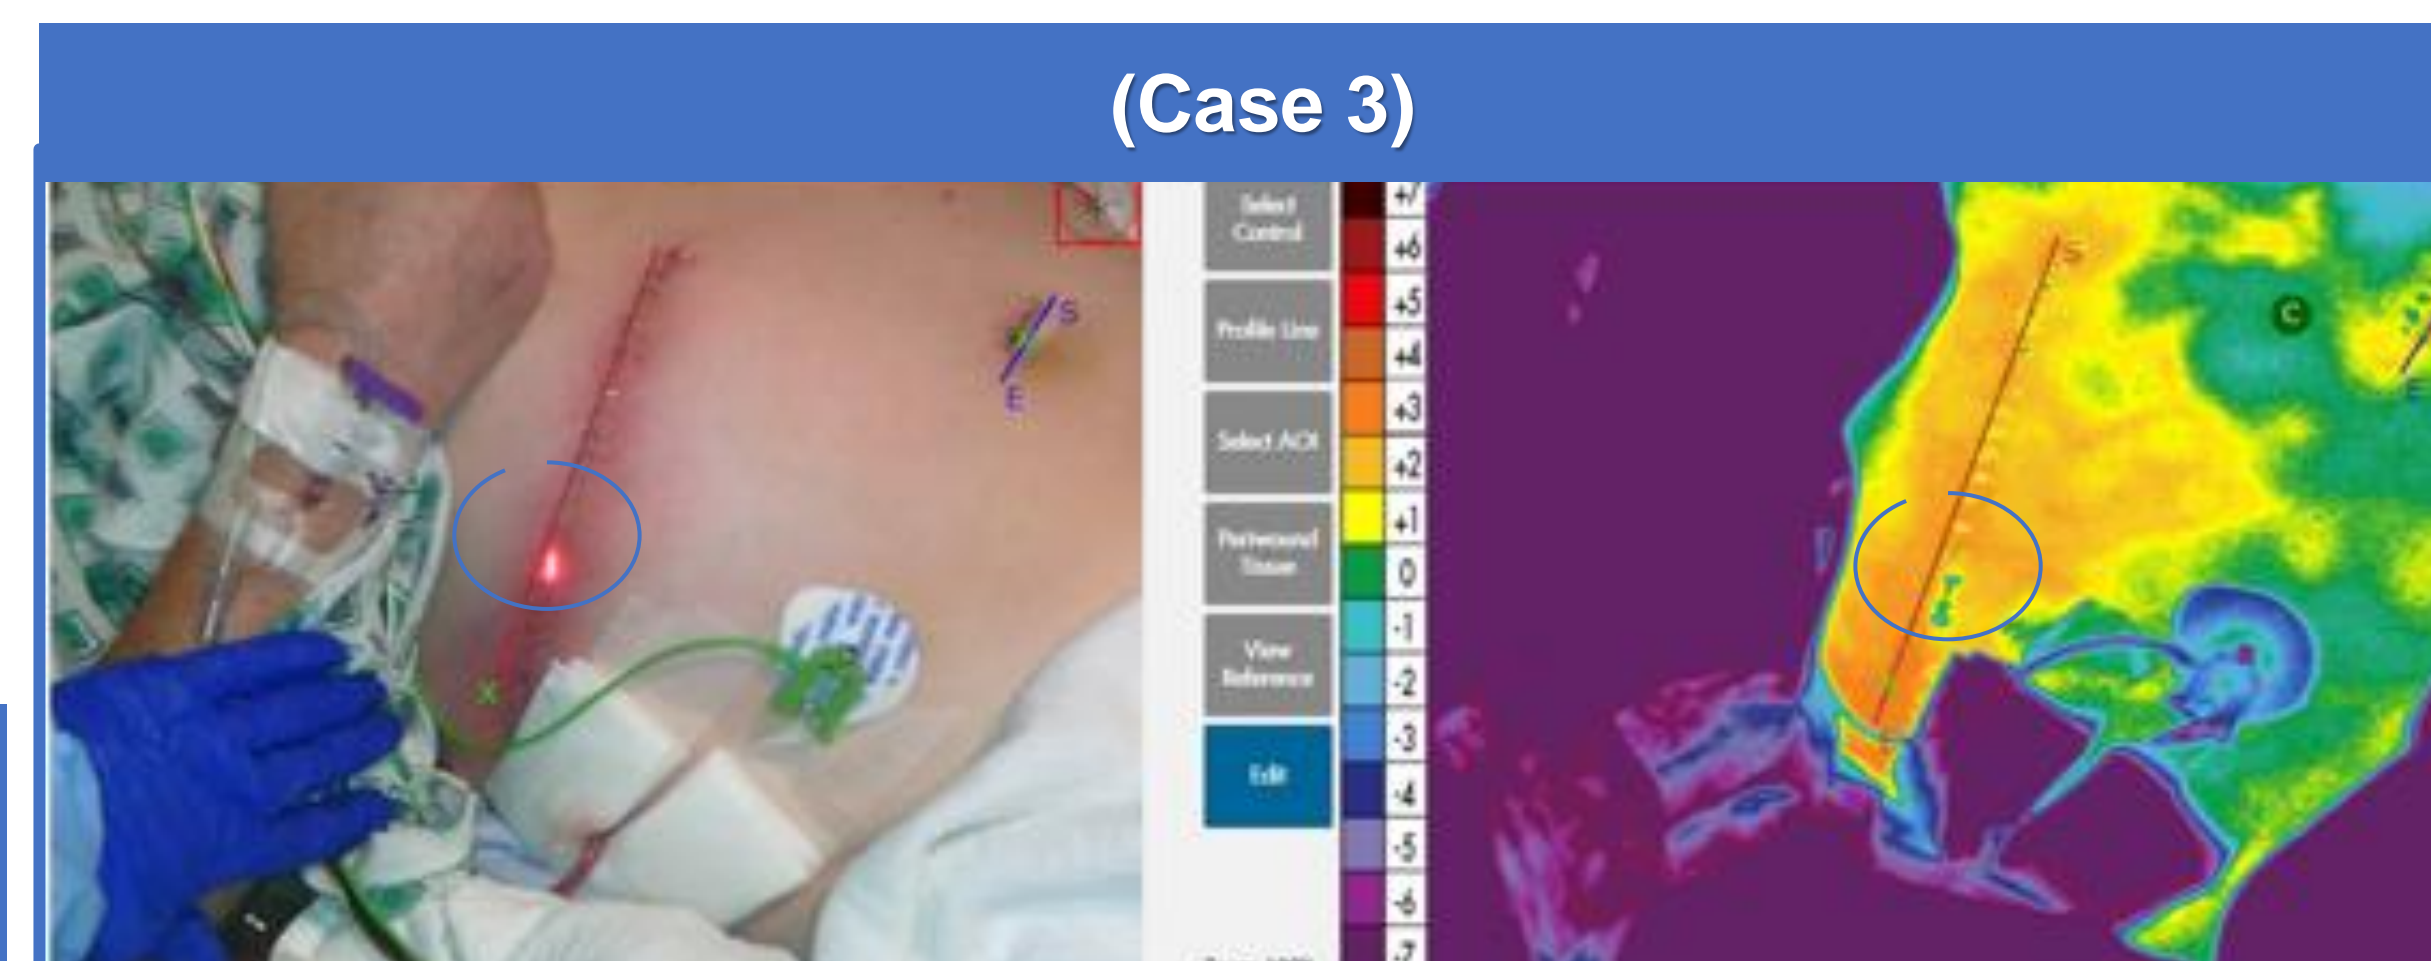 (Case 3)
S
E
X
Select
Control
Profile Line
Select AOI
Periwound
Tissue
View
Reference
Edit
+7
+6
+5
+4
+3
+2
+1
0
-1
-2
-3
-4
-5
-6
-7
S
C